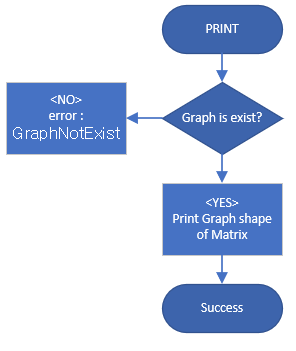 PRINT
Graph is exist?
<NO>
error :
GraphNotExist
<YES>
Print Graph shape
of Matrix
Success